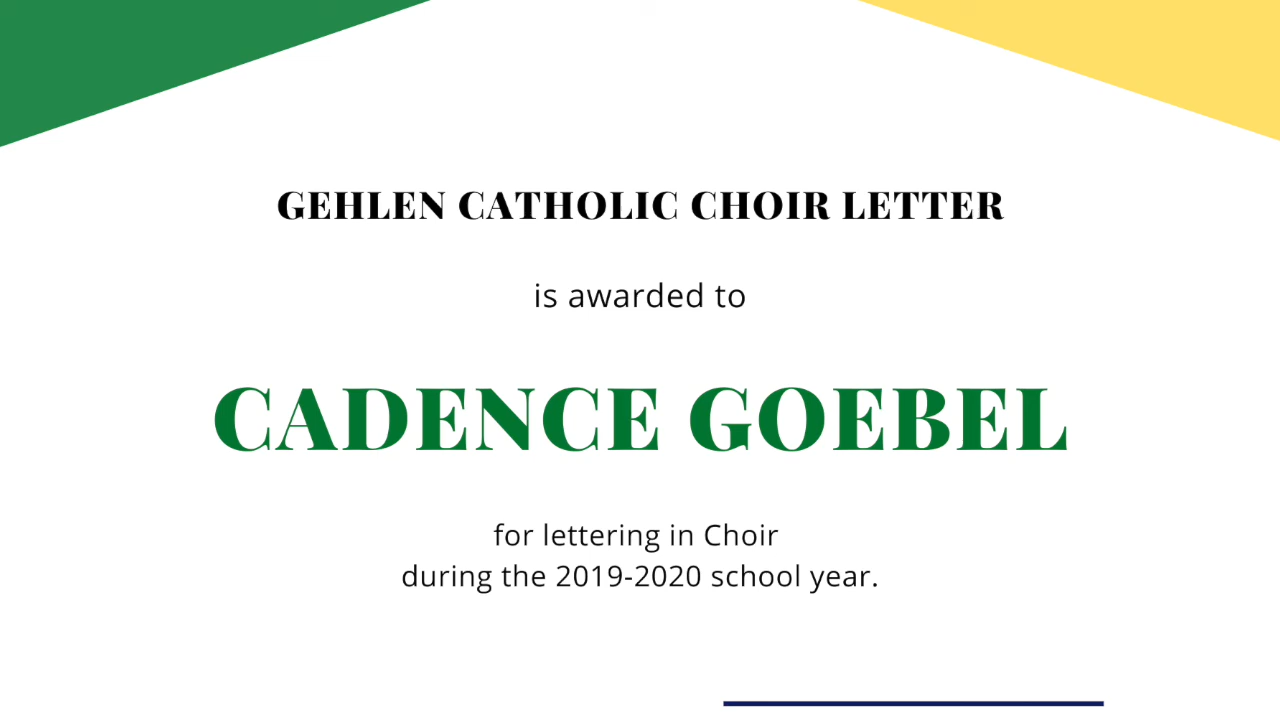 GEHLEN CATHOLIC CHOIR LETTER
is awarded to
CADENCE GOEBEL
for lettering in Choir
during the 2019-2020 school year.